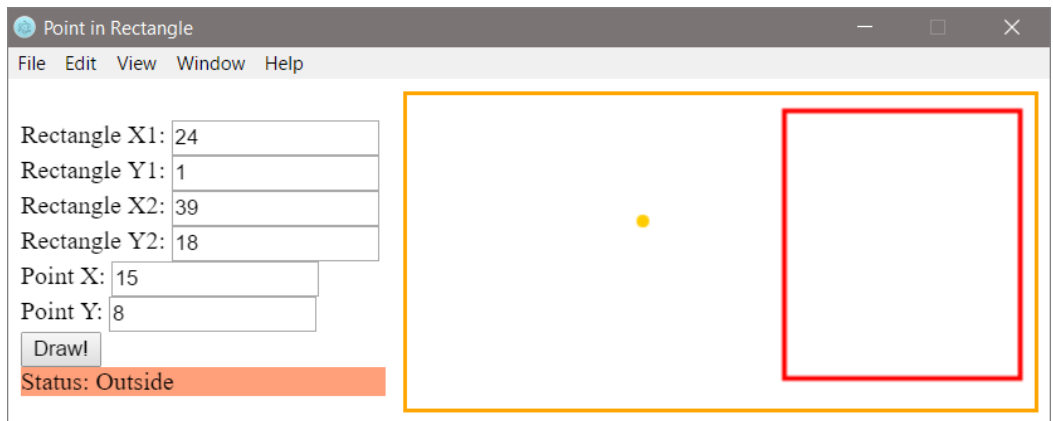 Point in Rectangle
File Edit View Window Help
Rectangle X1: 24
Rectangle Y1: 1
Rectangle X2: 39
Rectangle Y2: 18
Point X: 15
Point Y: 8
Draw!
Status: Outside